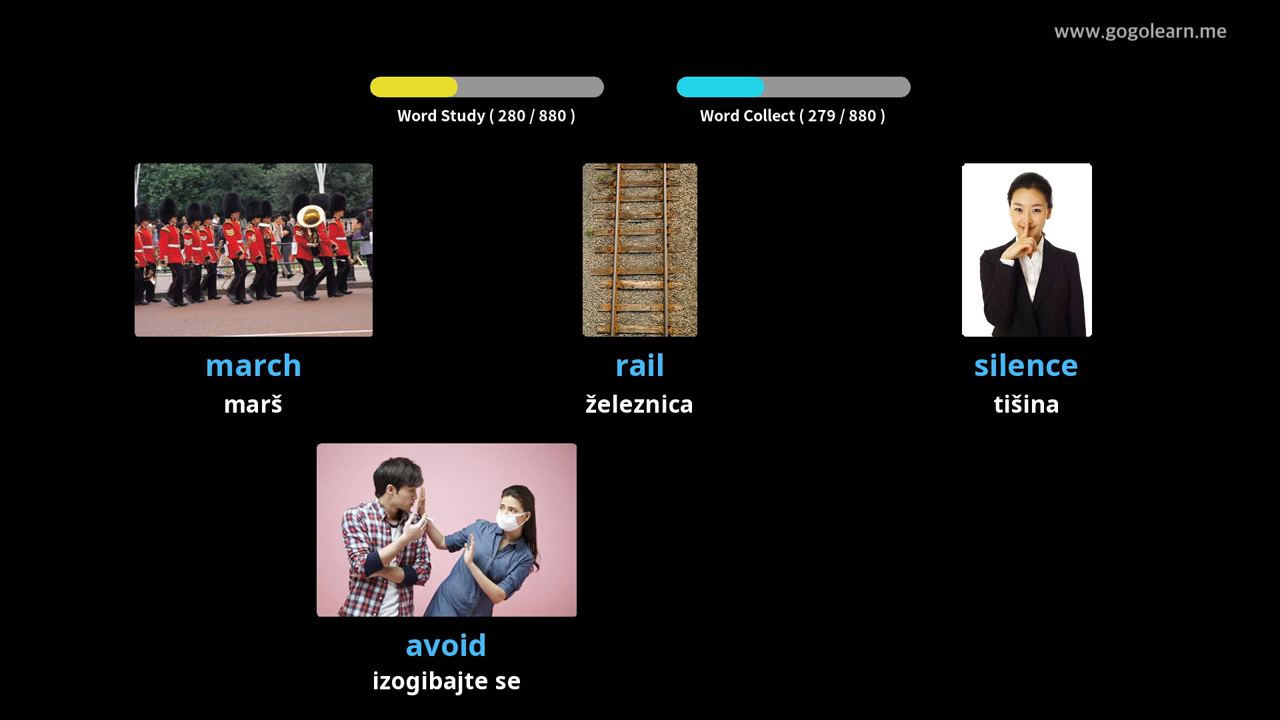 www.gogolearn.me
Word Study ( 280 / 880 )
Word Collect ( 279 / 880 )
march
rail
silence
marš
železnica
tišina
avoid
izogibajte se